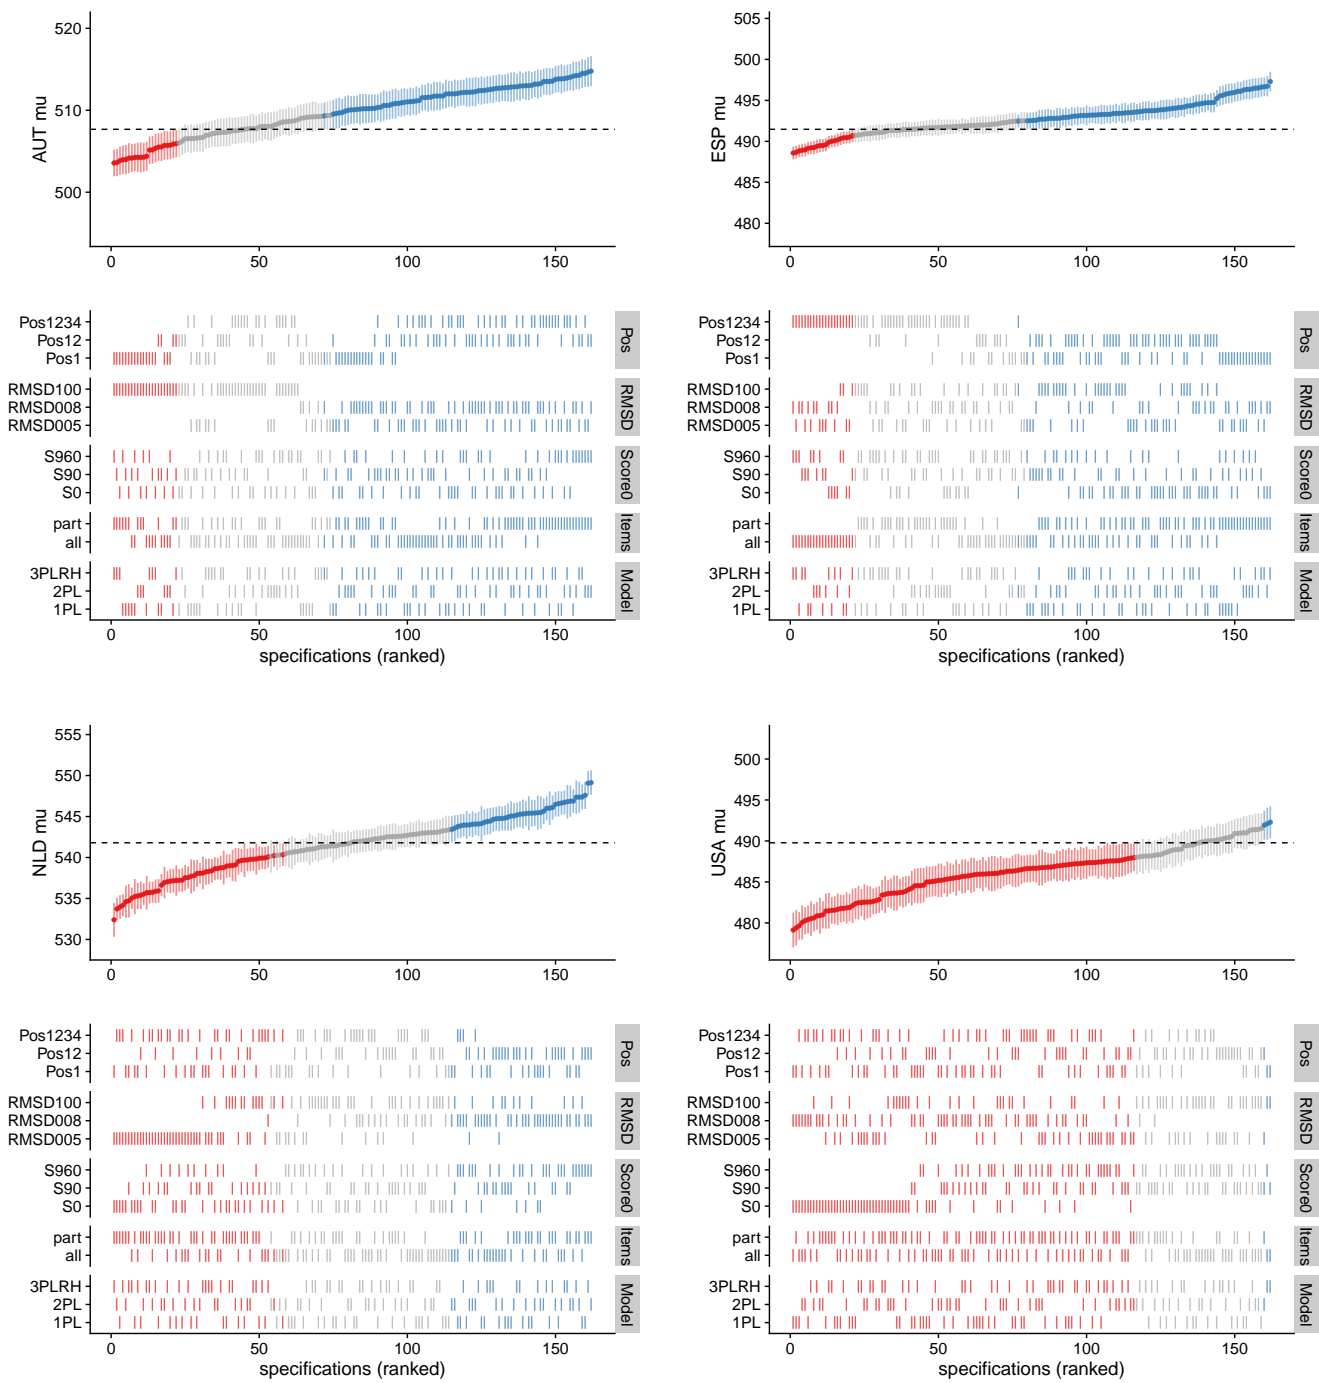 520
510
500
AUT mu
0
50
100
150
Pos1234
Pos12
Pos1
Pos
RMSD100
RMSD008
RMSD005
RMSD
S960
S90
S0
Score0
part
all
Items
3PLRH
2PL
1PL
Model
0
50
100
150
specifications (ranked)
505
500
495
490
485
480
ESP mu
0
50
100
150
Pos1234
Pos12
Pos1
Pos
RMSD100
RMSD008
RMSD005
RMSD
S960
S90
S0
Score0
part
all
Items
3PLRH
2PL
1PL
Model
0
50
100
150
specifications (ranked)
555
550
545
540
535
530
NLD mu
0
50
100
150
Pos1234
Pos12
Pos1
Pos
RMSD100
RMSD008
RMSD005
RMSD
S960
S90
S0
Score0
part
all
Items
3PLRH
2PL
1PL
Model
0
50
100
150
specifications (ranked)
500
495
490
485
480
USA mu
0
50
100
150
Pos1234
Pos12
Pos1
Pos
RMSD100
RMSD008
RMSD005
RMSD
S960
S90
S0
Score0
part
all
Items
3PLRH
2PL
1PL
Model
0
50
100
150
specifications (ranked)